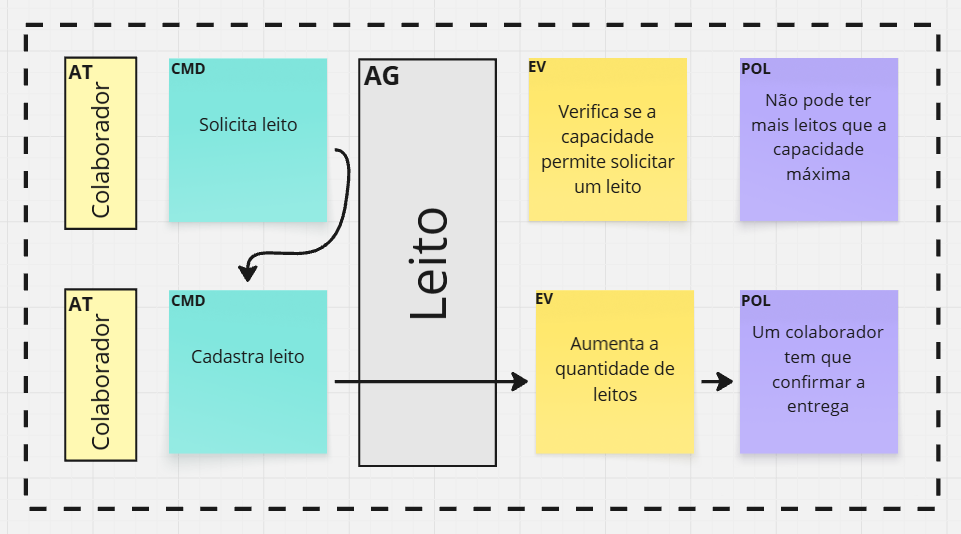 AT
Colaborador
CMD
Solicita leito
AG
Leito
EV
Verifica se a
capacidade
permite solicitar
um leito
POL
Não pode ter
mais leitos que a
capacidade
máxima
AT
Colaborador
CMD
Cadastra leito
EV
Aumenta a
quantidade de
leitos
POL
Um colaborador
tem que
confirmar a
entrega